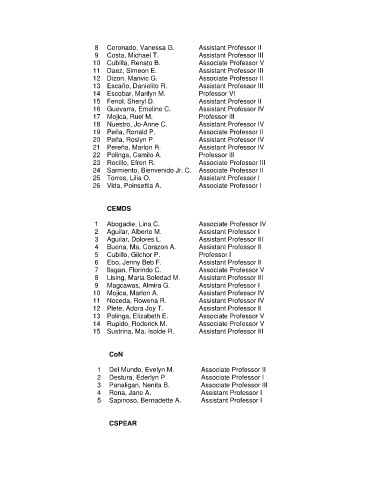 8 Coronado, Vanessa G. Assistant Professor II
9 Costa, Michael T. Assistant Professor III
10 Cubilla, Renato B. Associate Professor V
11 Daez, Simeon E. Assistant Professor III
12 Dizon, Marivic G. Associate Professor II
13 Escaño, Danielito R. Assistant Professor III
14 Escobar, Marilyn M. Professor VI
15 Fenol, Sheryl D. Assistant Professor II
16 Guevarra, Emeline C. Assistant Professor IV
17 Mojica, Ruel M. Professor III
18 Nuestro, Jo-Anne C. Assistant Professor IV
19 Peña, Ronald P. Associate Professor II
20 Peña, Roslyn P. Assistant Professor IV
21 Pereña, Marlon R. Assistant Professor IV
22 Polinga, Camilo A. Professor III
23 Rocillo, Efren R. Associate Professor III
24 Sarmiento, Bienvenido Jr. C. Associate Professor II
25 Torres, Lilia O. Assistant Professor I
26 Vida, Poinsettia A. Associate Professor I
CEMDS
1 Abogadie, Lina C. Associate Professor IV
2 Aguilar, Alberto M. Assistant Professor I
3 Aguilar, Dolores L. Assistant Professor III
4 Buena, Ma. Corazon A. Assistant Professor II
5 Cubillo, Gilchor P. Professor I
6 Ebo, Jenny Beb F. Assistant Professor II
7 Ilagan, Florindo C. Associate Professor V
8 Lising, Maria Soledad M. Assistant Professor III
9 Magcawas, Almira G. Assistant Professor I
10 Mojica, Marlon A. Assistant Professor IV
11 Noceda, Rowena R. Assistant Professor IV
12 Plete, Adora Joy T. Assistant Professor II
13 Polinga, Elizabeth E. Associate Professor V
14 Rupido, Roderick M. Associate Professor V
15 Sustrina, Ma. Isolde R. Assistant Professor III
CoN
1 Del Mundo, Evelyn M. Associate Professor II
2 Destura, Ederlyn P. Associate Professor I
3 Panaligan, Nenita B. Associate Professor III
4 Rona, Jane A. Assistant Professor I
5 Sapinoso, Bernadette A. Assistant Professor I
CSPEAR